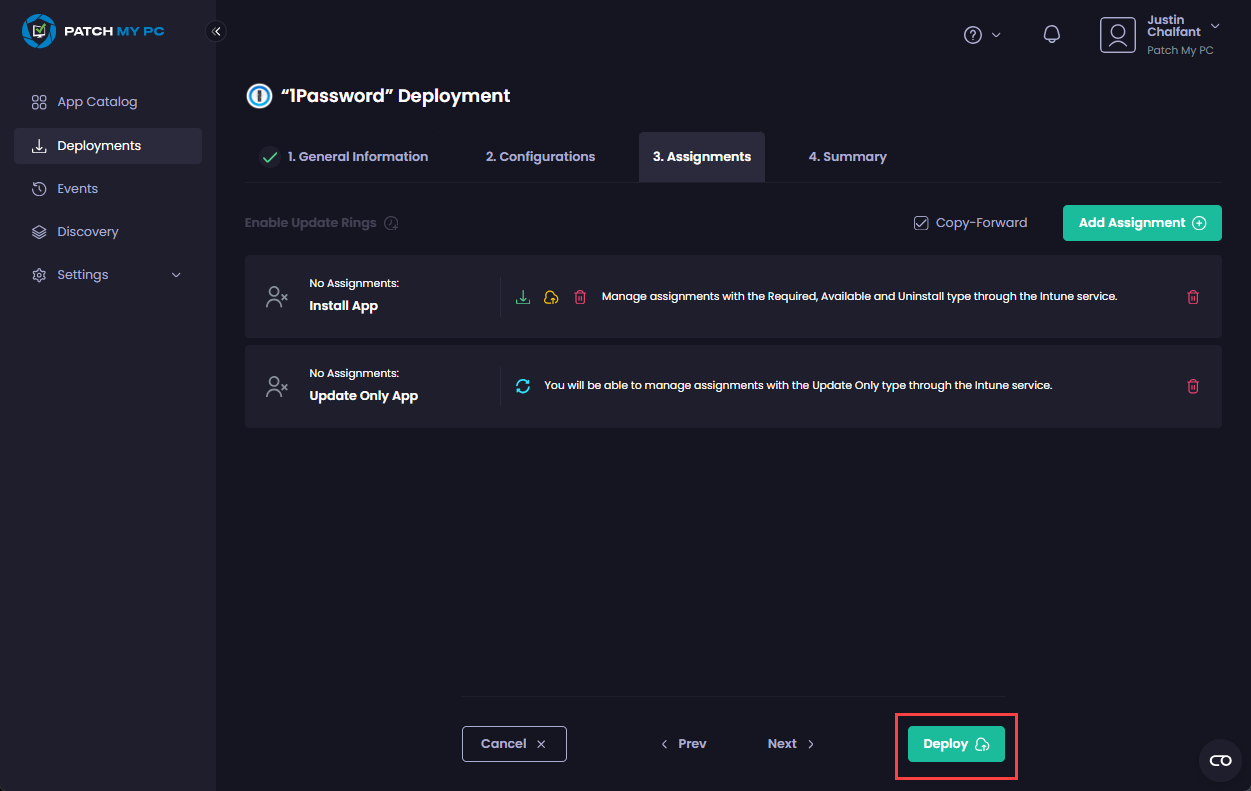 PATCH MY PC
Justin
Chalfant
Patch My PC
App Catalog
Deployments
Events
Discovery
Settings
“1Password” Deployment
1. General Information
2. Configurations
3. Assignments
4. Summary
Enable Update Rings
Copy-Forward
Add Assignment
No Assignments:
Install App
Manage assignments with the Required, Available and Uninstall type through the Intune service.
No Assignments:
Update Only App
You will be able to manage assignments with the Update Only type through the Intune service.
Cancel
Prev
Next
Deploy